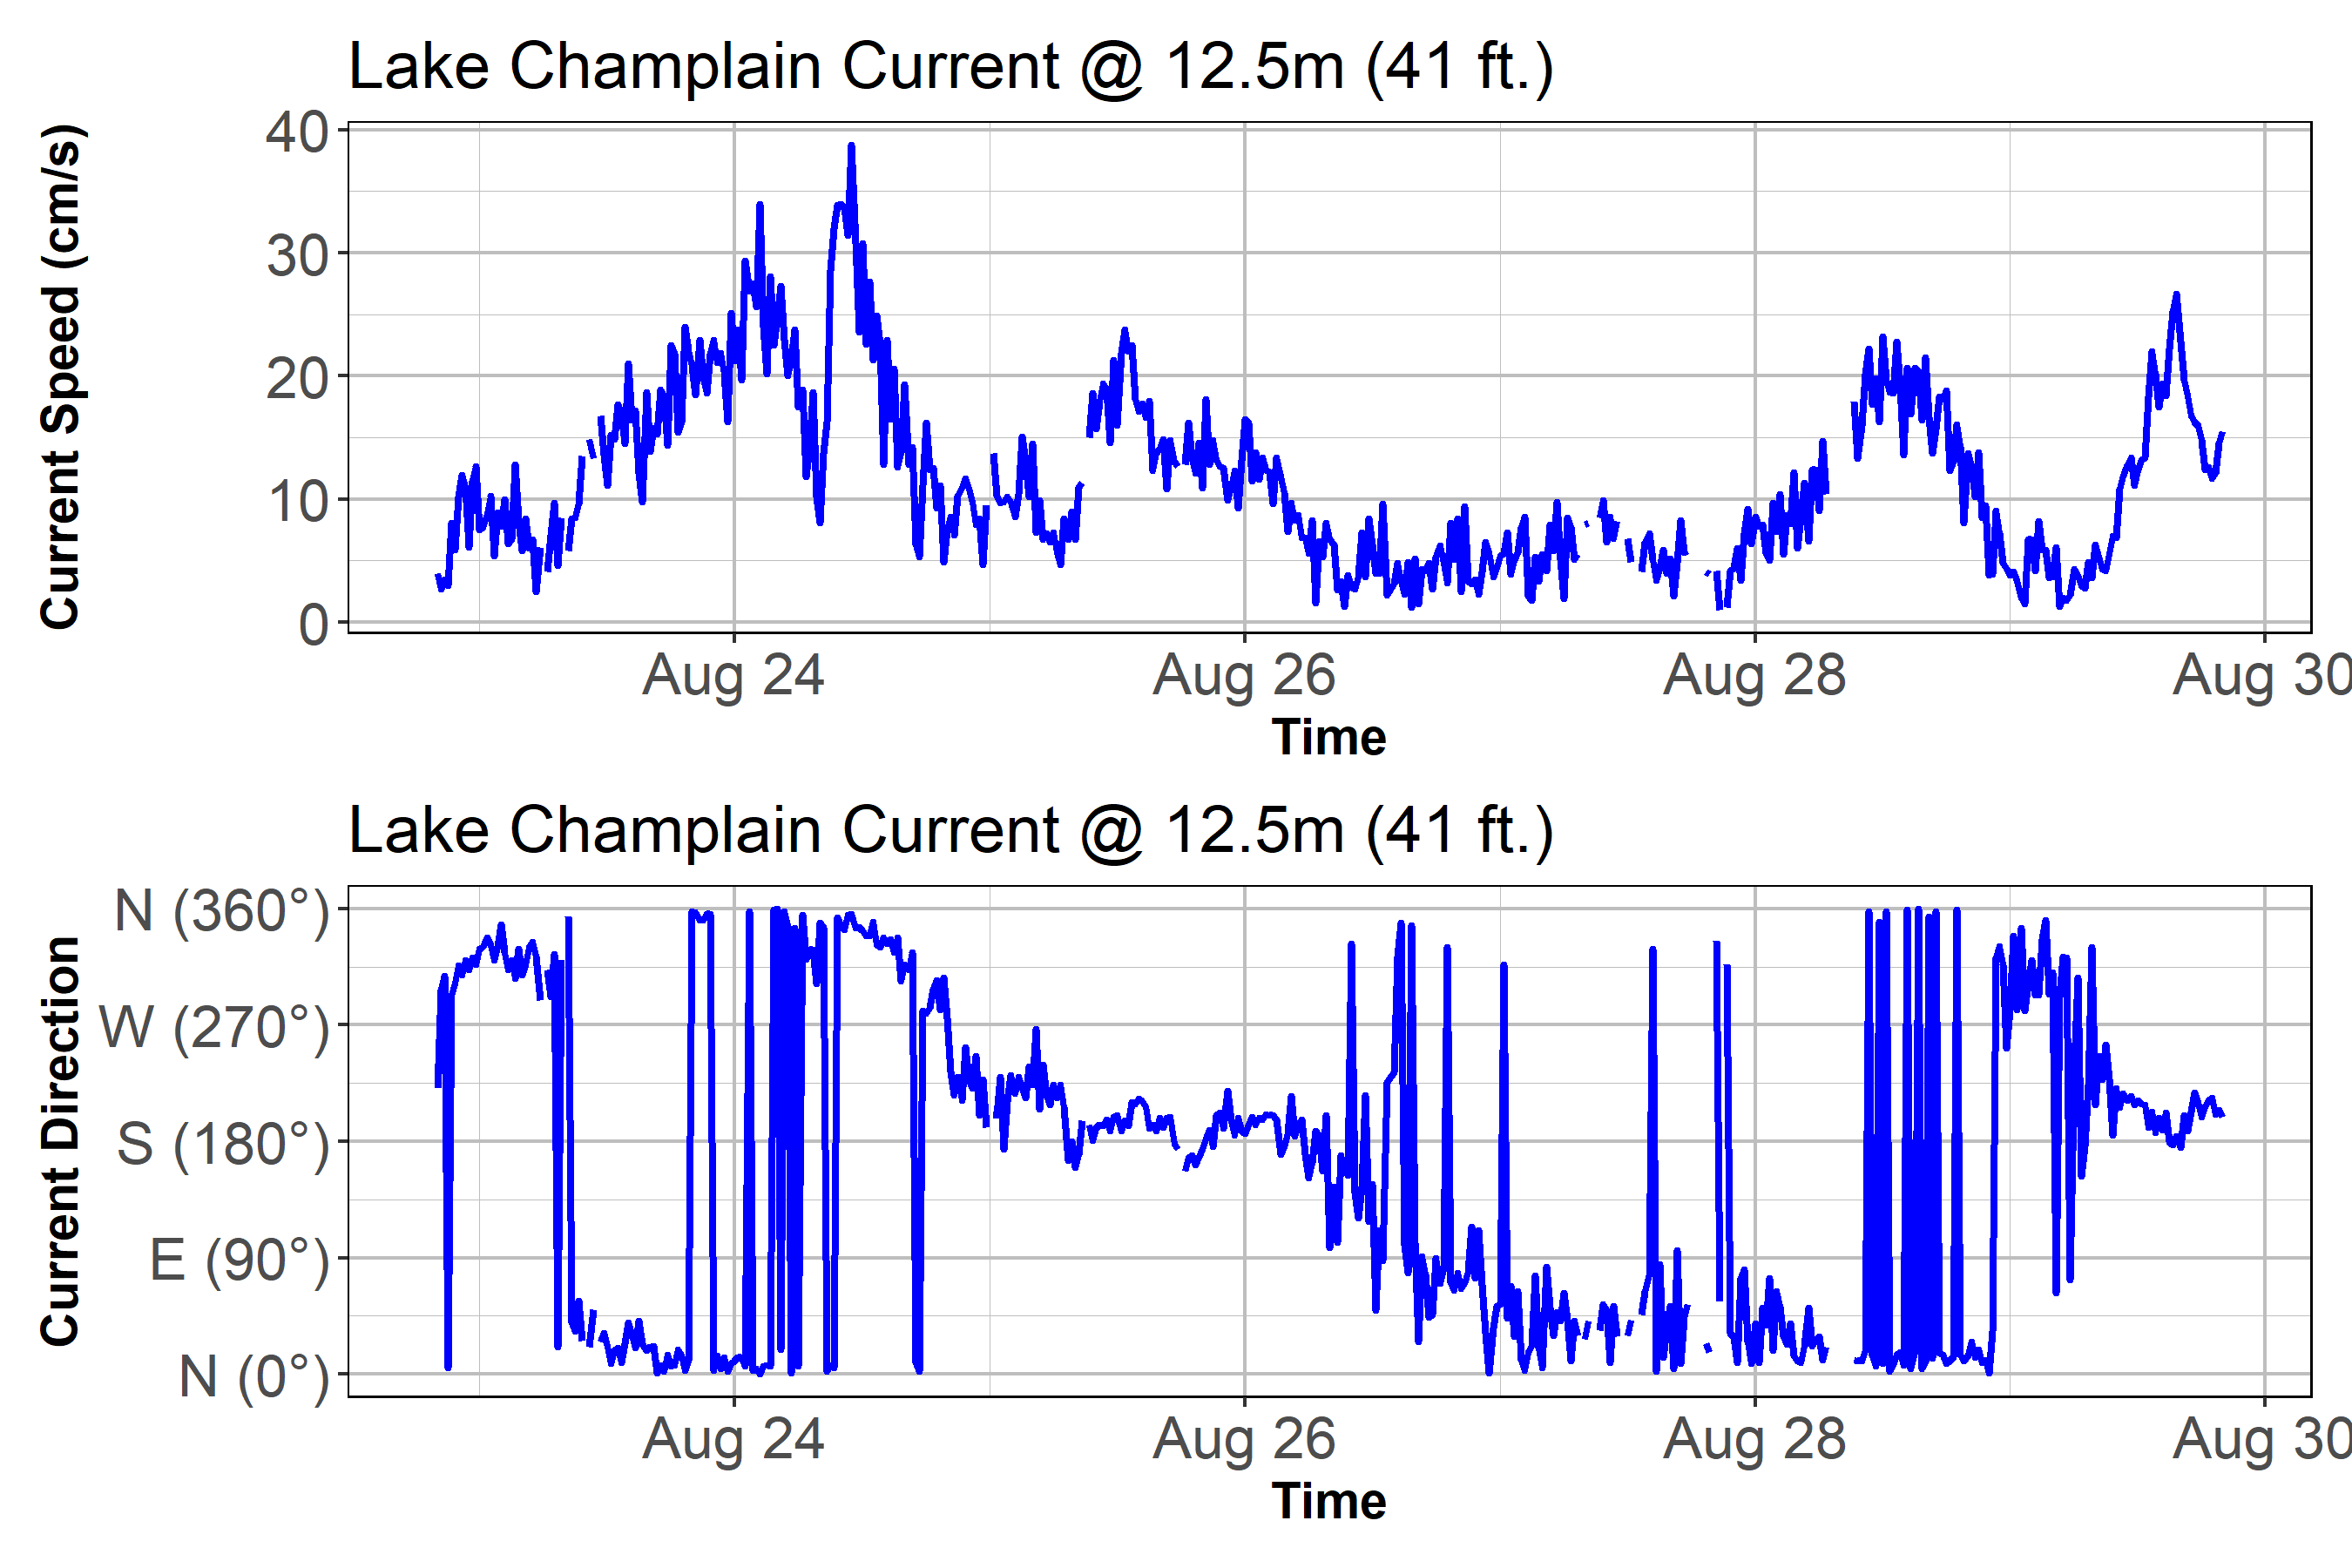 Lake Champlain Current @ 12.5m (41 ft.)
Current Speed (cm/s)
40
30
20
10
0
Aug 24 Aug 26 Aug 28 Aug 30
Time
Lake Champlain Current @ 12.5m (41 ft.)
Current Direction
N (360°)
W (270°)
S (180°)
E (90°)
N (0°)
Aug 24 Aug 26 Aug 28 Aug 30
Time